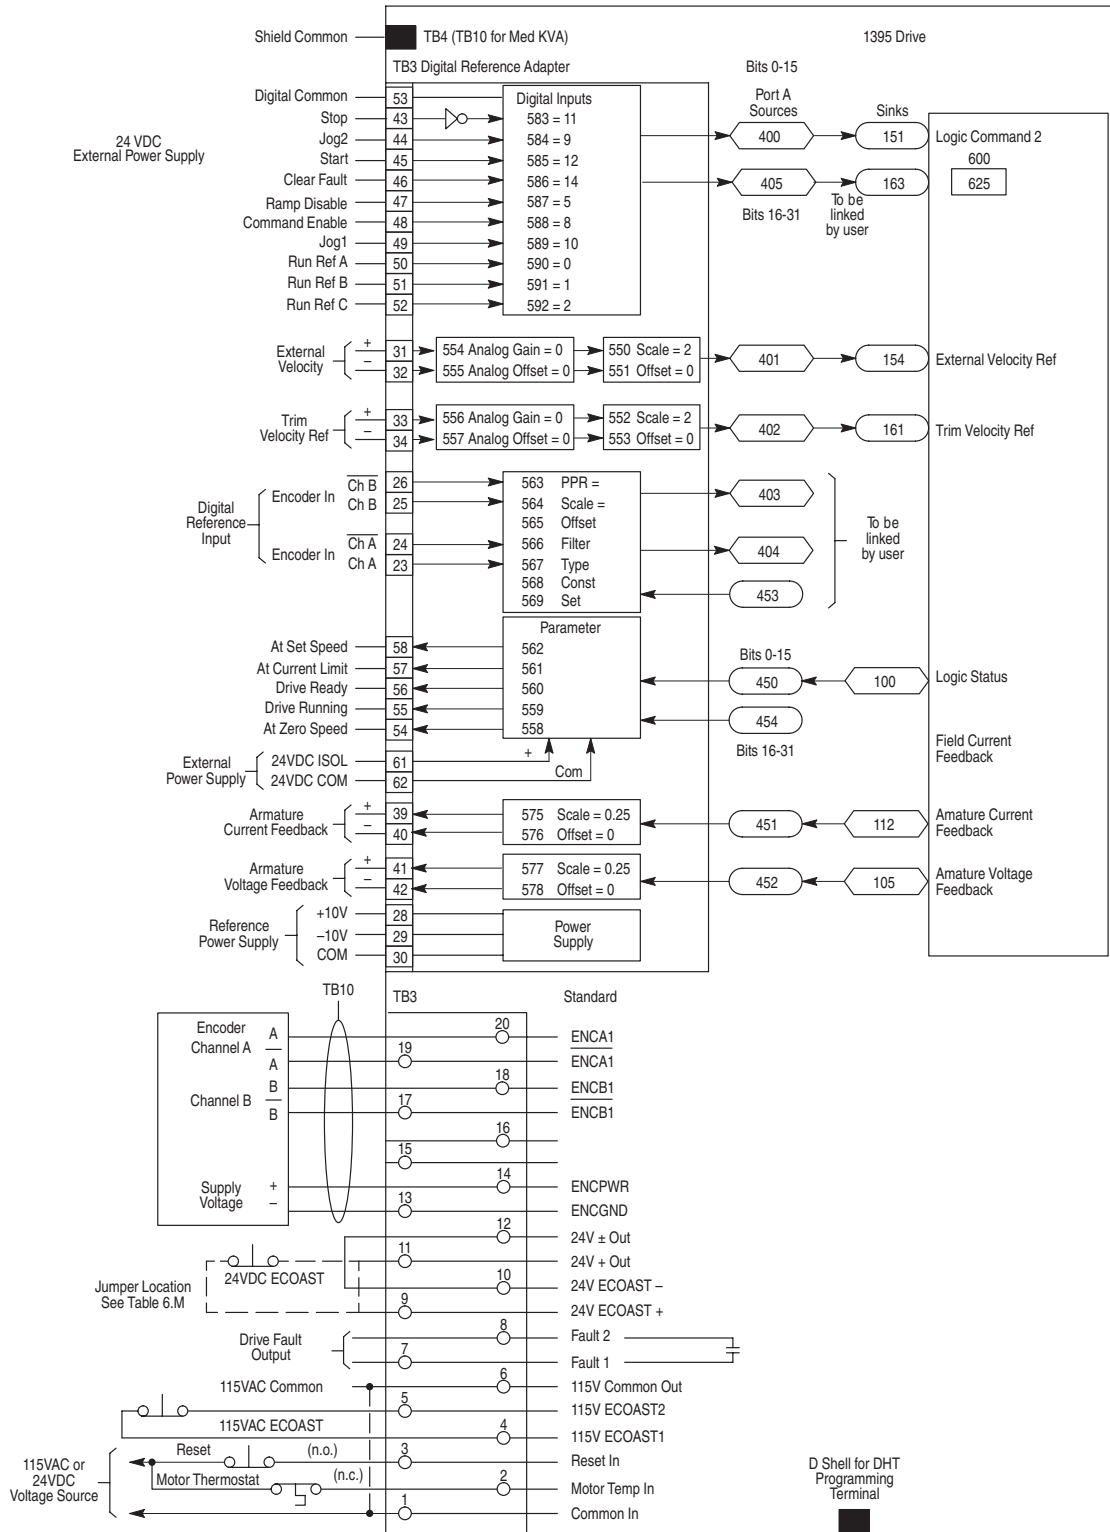 Shield Common TB4 (TB10 for Med KVA) 1395 Drive
TB3 Digital Reference Adapter Bits 0-15
Digital Common 53 Digital Inputs Port A
Sources Sinks
Stop 43 583 = 11
Jog2 44 584 = 9 400 151 Logic Command 2
24 VDC
External Power Supply
Start 45 585 = 12 600
Clear Fault 46 586 = 14 405 163 625
Ramp Disable 47 587 = 5
Command Enable 48 588 = 8 Bits 16-31 To be
linked
by user
Jog1 49 589 = 10
Run Ref A 50 590 = 0
Run Ref B 51 591 = 1
Run Ref C 52 592 = 2
External
Velocity
+ 31 554 Analog Gain = 0 550 Scale = 2 401 154 External Velocity Ref
– 32 555 Analog Offset = 0 551 Offset = 0
Trim
Velocity Ref
+ 33 556 Analog Gain = 0 552 Scale = 2 402 161 Trim Velocity Ref
– 34 557 Analog Offset = 0 553 Offset = 0
Digital
Reference
Input
Encoder In Ch B 26 563 PPR = 403
Ch B 25 564 Scale =
565 Offset
Encoder In Ch A 24 566 Filter 404
Ch A 23 567 Type
568 Const
569 Set 453
To be
linked
by user
Parameter
At Set Speed 58 562 Bits 0-15
At Current Limit 57 561 450 100 Logic Status
Drive Ready 56 560
Drive Running 55 559 454
At Zero Speed 54 558 Bits 16-31
External
Power Supply
24VDC ISOL 61 +
24VDC COM 62 Com
Field Current
Feedback
Armature
Current Feedback
+ 39 575 Scale = 0.25 451 112 Amature Current
Feedback
– 40 576 Offset = 0
Armature
Voltage Feedback
+ 41 577 Scale = 0.25 452 105 Amature Voltage
Feedback
– 42 578 Offset = 0
Reference
Power Supply
+10V 28 Power
Supply
–10V 29
COM 30
TB10 TB3 Standard
Encoder A 20 ENCA1
Channel A A 19 ENCA1
B 18 ENCB1
Channel B B 17 ENCB1
16
15
Supply
Voltage
+ 14 ENCPWR
– 13 ENCGND
12 24V ± Out
11 24V + Out
24VDC ECOAST 10 24V ECOAST –
Jumper Location
See Table 6.M
9 24V ECOAST +
Drive Fault
Output
8 Fault 2
7 Fault 1
115VAC Common 6 115V Common Out
5 115V ECOAST2
115VAC ECOAST 4 115V ECOAST1
115VAC or
24VDC
Voltage Source
Reset (n.o.) 3 Reset In
Motor Thermostat (n.c.) 2 Motor Temp In
1 Common In
D Shell for DHT
Programming
Terminal